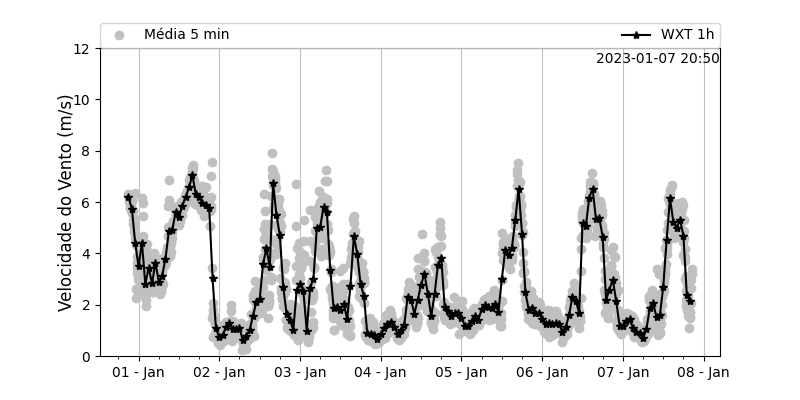 Média 5 min
WXT 1h
2023-01-07 20:50
Velocidade do Vento (m/s)
12
10
8
6
4
2
0
01 - Jan
02 - Jan
03 - Jan
04 - Jan
05 - Jan
06 - Jan
07 - Jan
08 - Jan